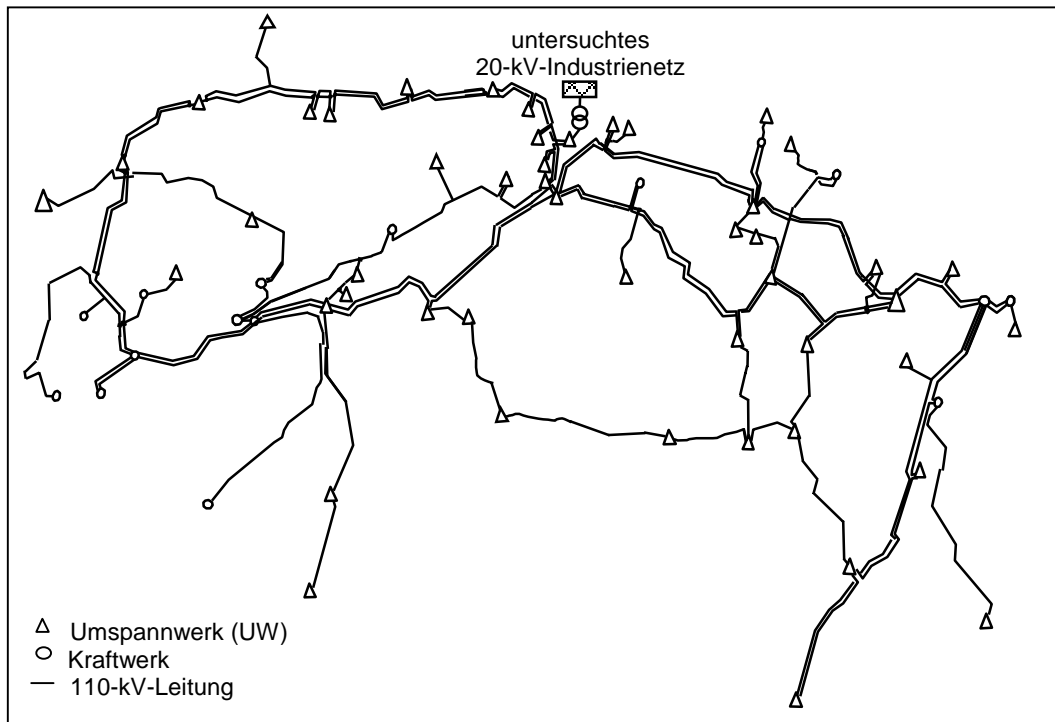 untersuchtes
20-kV-Industrienetz
Umspannwerk (UW)
Kraftwerk
110-kV-Leitung